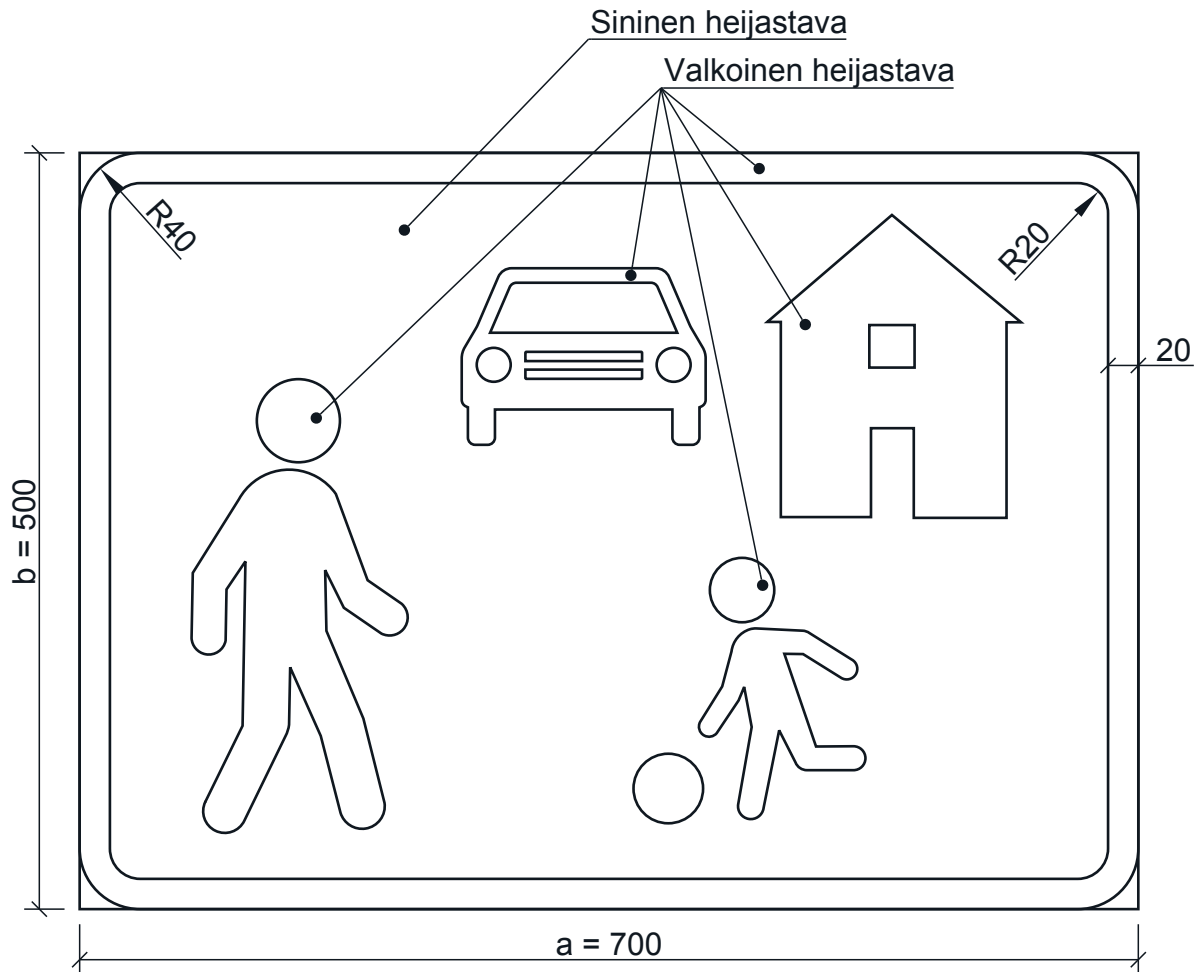 Sininen heijastava
Valkoinen heijastava
R40
R20
20
b = 500
a = 700